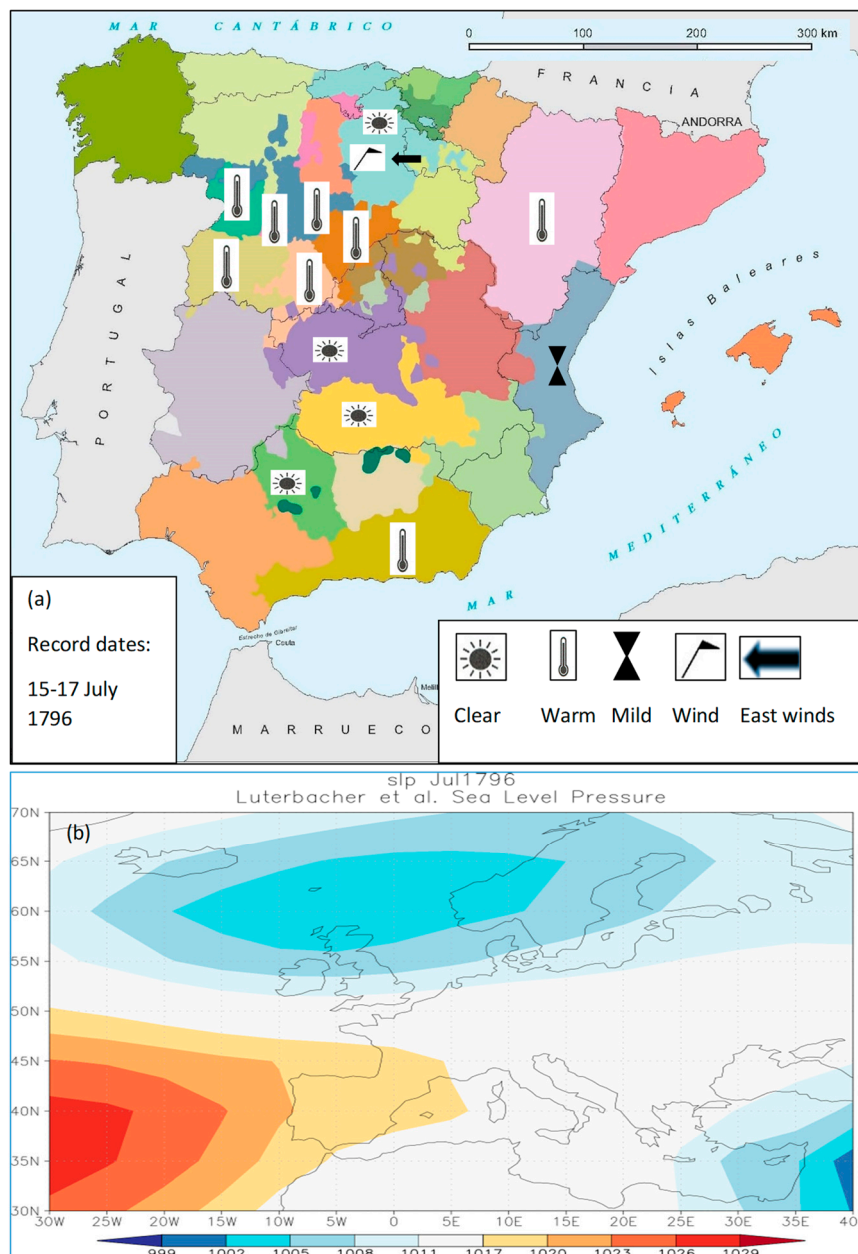 MAR CANTÁBRICO
0 100 200 300 km
FRANCIA
ANDORRA
PORTUGAL
Islas Baleares
MAR MEDITERRÁNEO
Estrecho de Gibraltar
Ceuta
MARRUECO
(a)
Record dates:
15-17 July
1796
Clear Warm Mild Wind East winds
slp Jul1796
Luterbacher et al. Sea Level Pressure
(b)
70N
65N
60N
55N
50N
45N
40N
35N
30N
30W 25W 20W 15W 10W 5W 0 5E 10E 15E 20E 25E 30E 35E 40E
999 1002 1005 1008 1011 1017 1020 1023 1026 1029